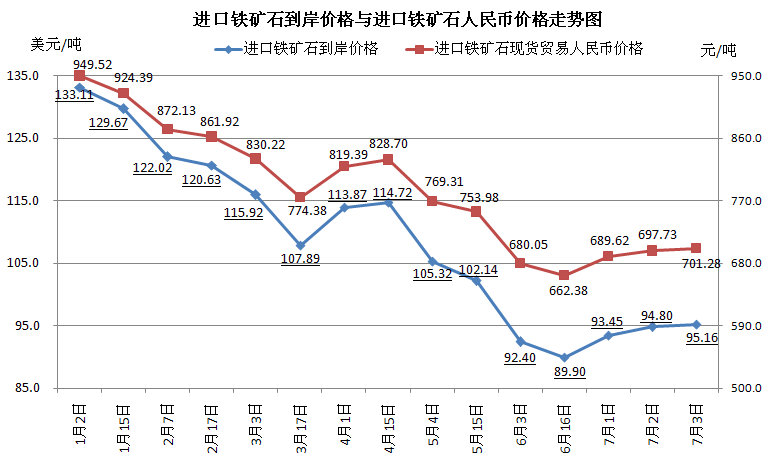 进口铁矿石到岸价格与进口铁矿石人民币价格走势图
美元/吨
进口铁矿石到岸价格
进口铁矿石现货贸易人民币价格
元/吨
135.0
125.0
115.0
105.0
95.0
85.0
950.0
860.0
770.0
680.0
590.0
500.0
949.52
924.39
872.13
861.92
830.22
774.38
819.39
828.70
769.31
753.98
680.05
662.38
689.62
697.73
701.28
133.11
129.67
122.02
120.63
115.92
107.89
113.87
114.72
105.32
102.14
92.40
89.90
93.45
94.80
95.16
1月2日
1月15日
2月7日
2月17日
3月3日
3月17日
4月1日
4月15日
5月4日
5月15日
6月3日
6月16日
7月1日
7月2日
7月3日